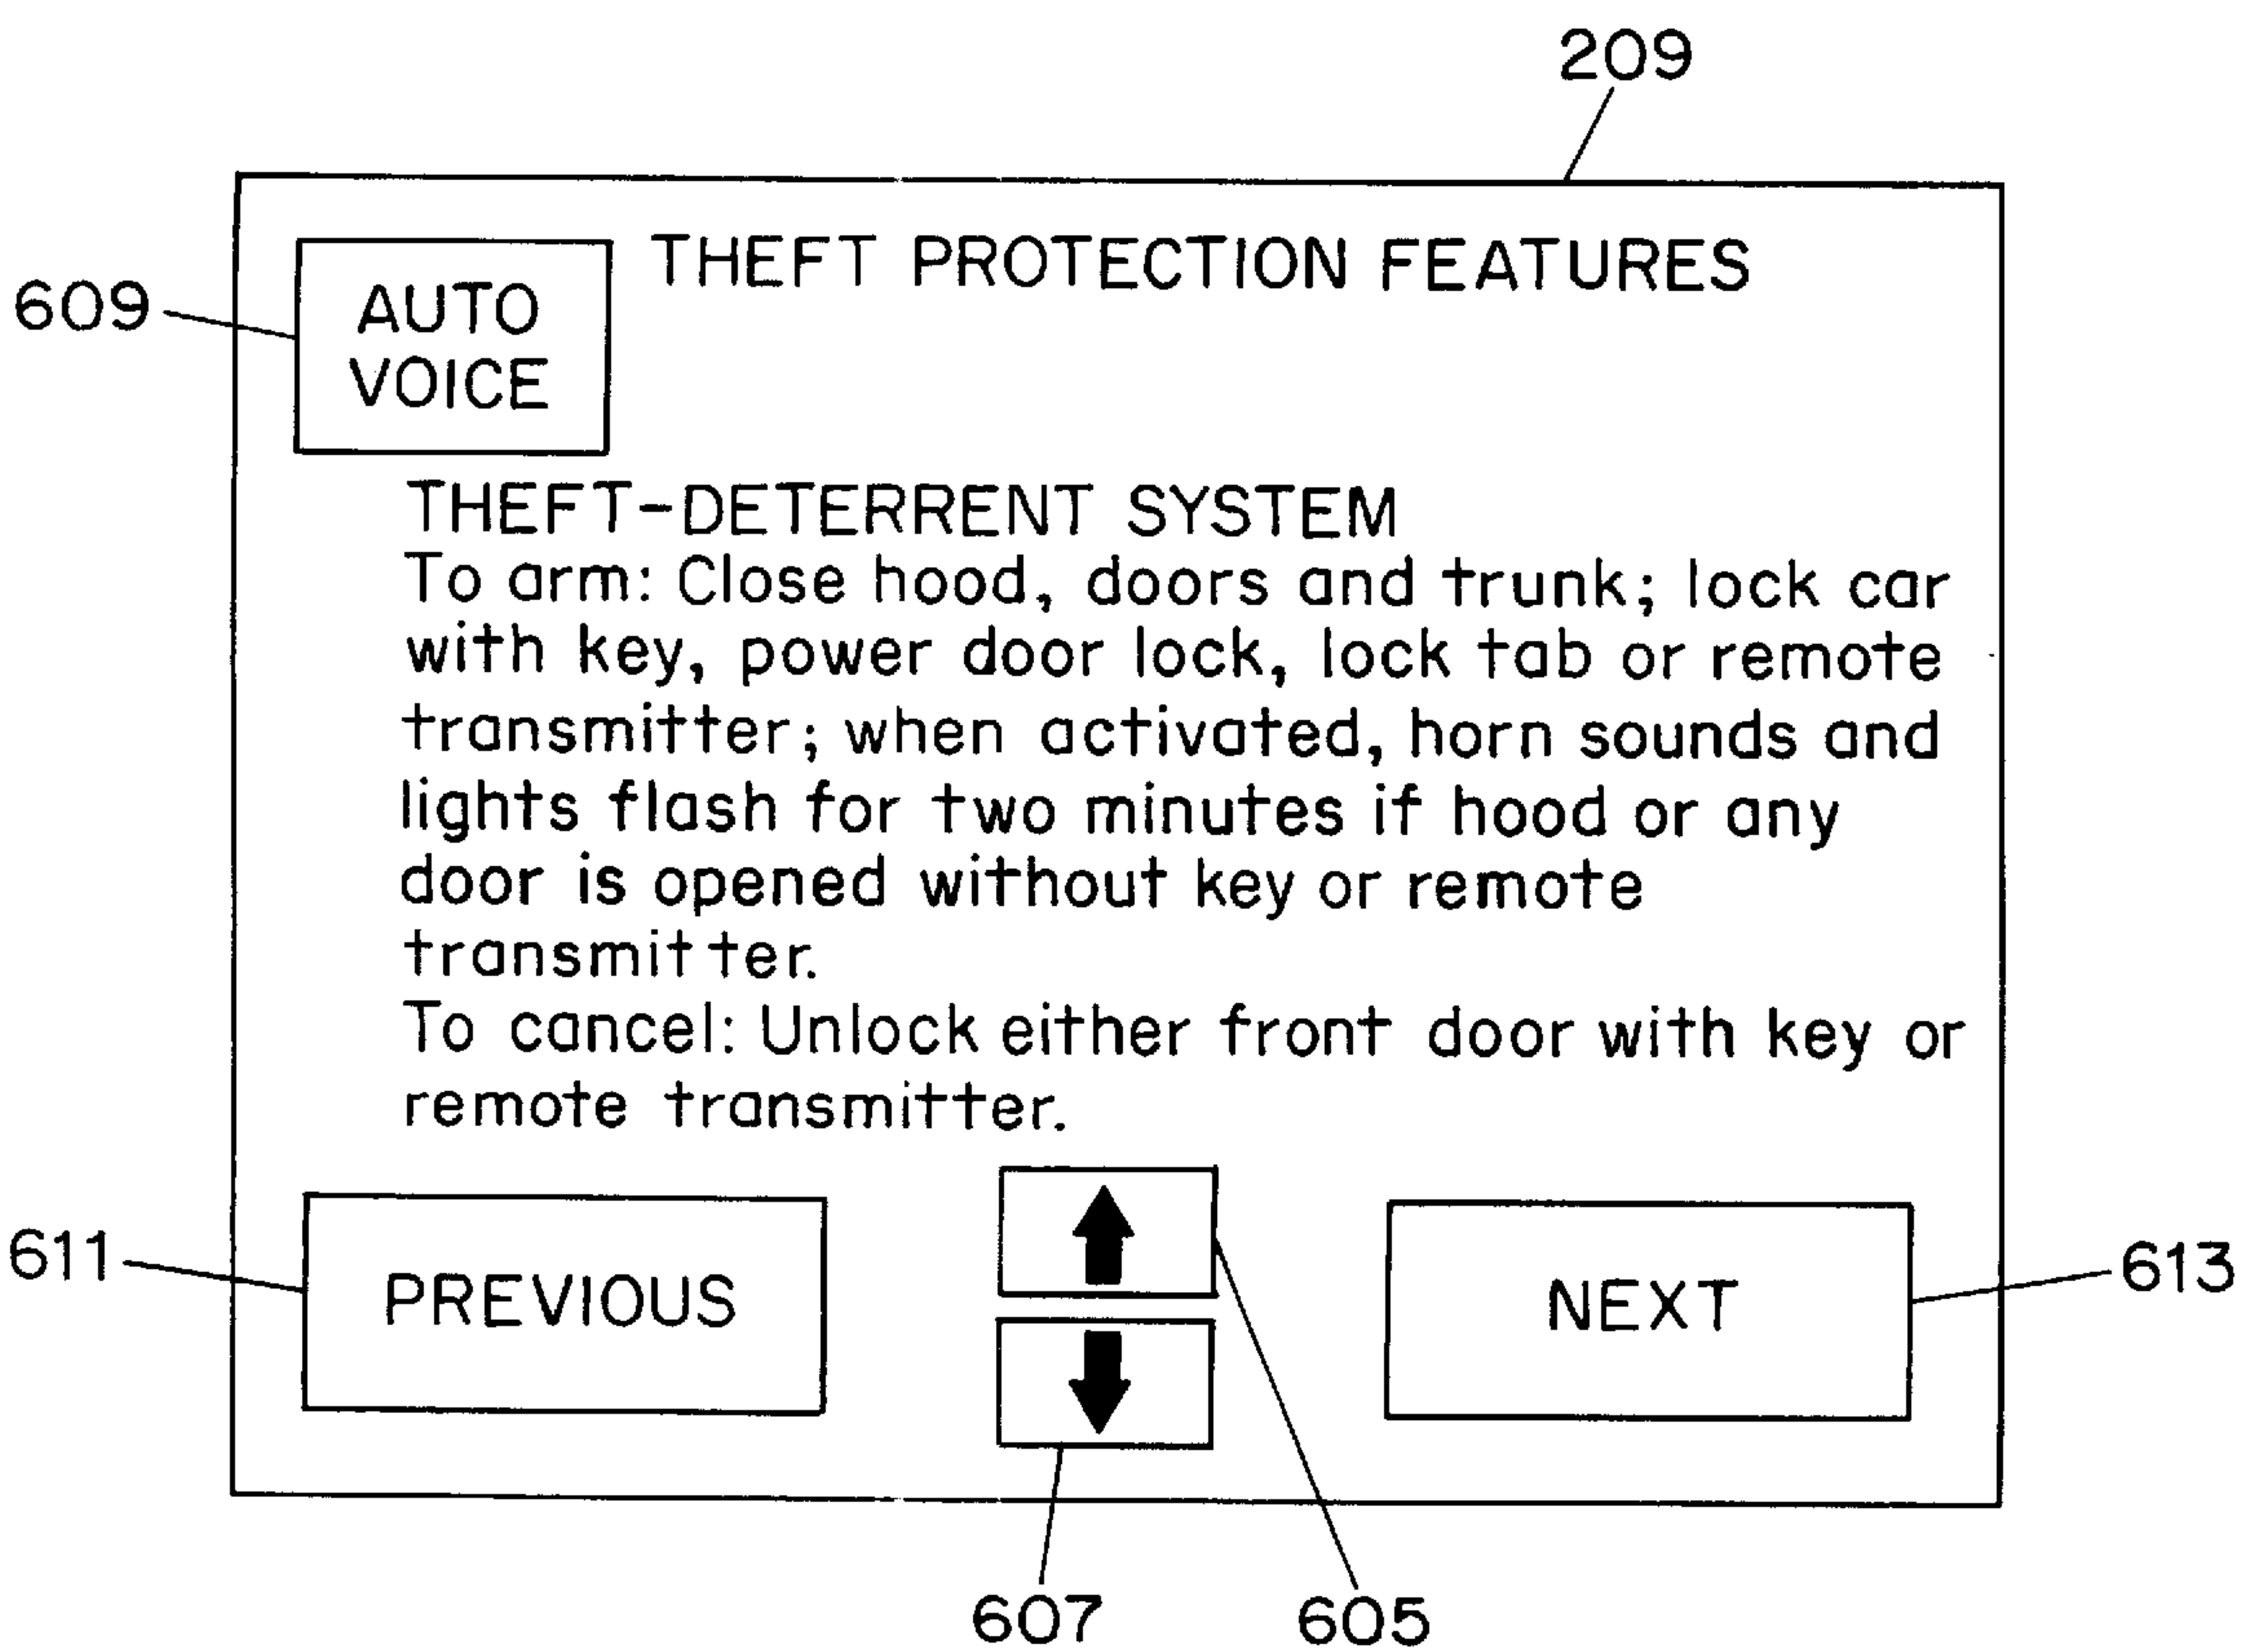 209
THEFT PROTECTION FEATURES
609
AUTO
VOICE
THEFT-DETERRENT SYSTEM
To arm: Close hood, doors and trunk; lock car
with key, power door lock, lock tab or remote
transmitter; when activated, horn sounds and
lights flash for two minutes if hood or any
door is opened without key or remote
transmitter.
To cancel: Unlock either front door with key or
remote transmitter.
611
PREVIOUS
NEXT
613
607
605